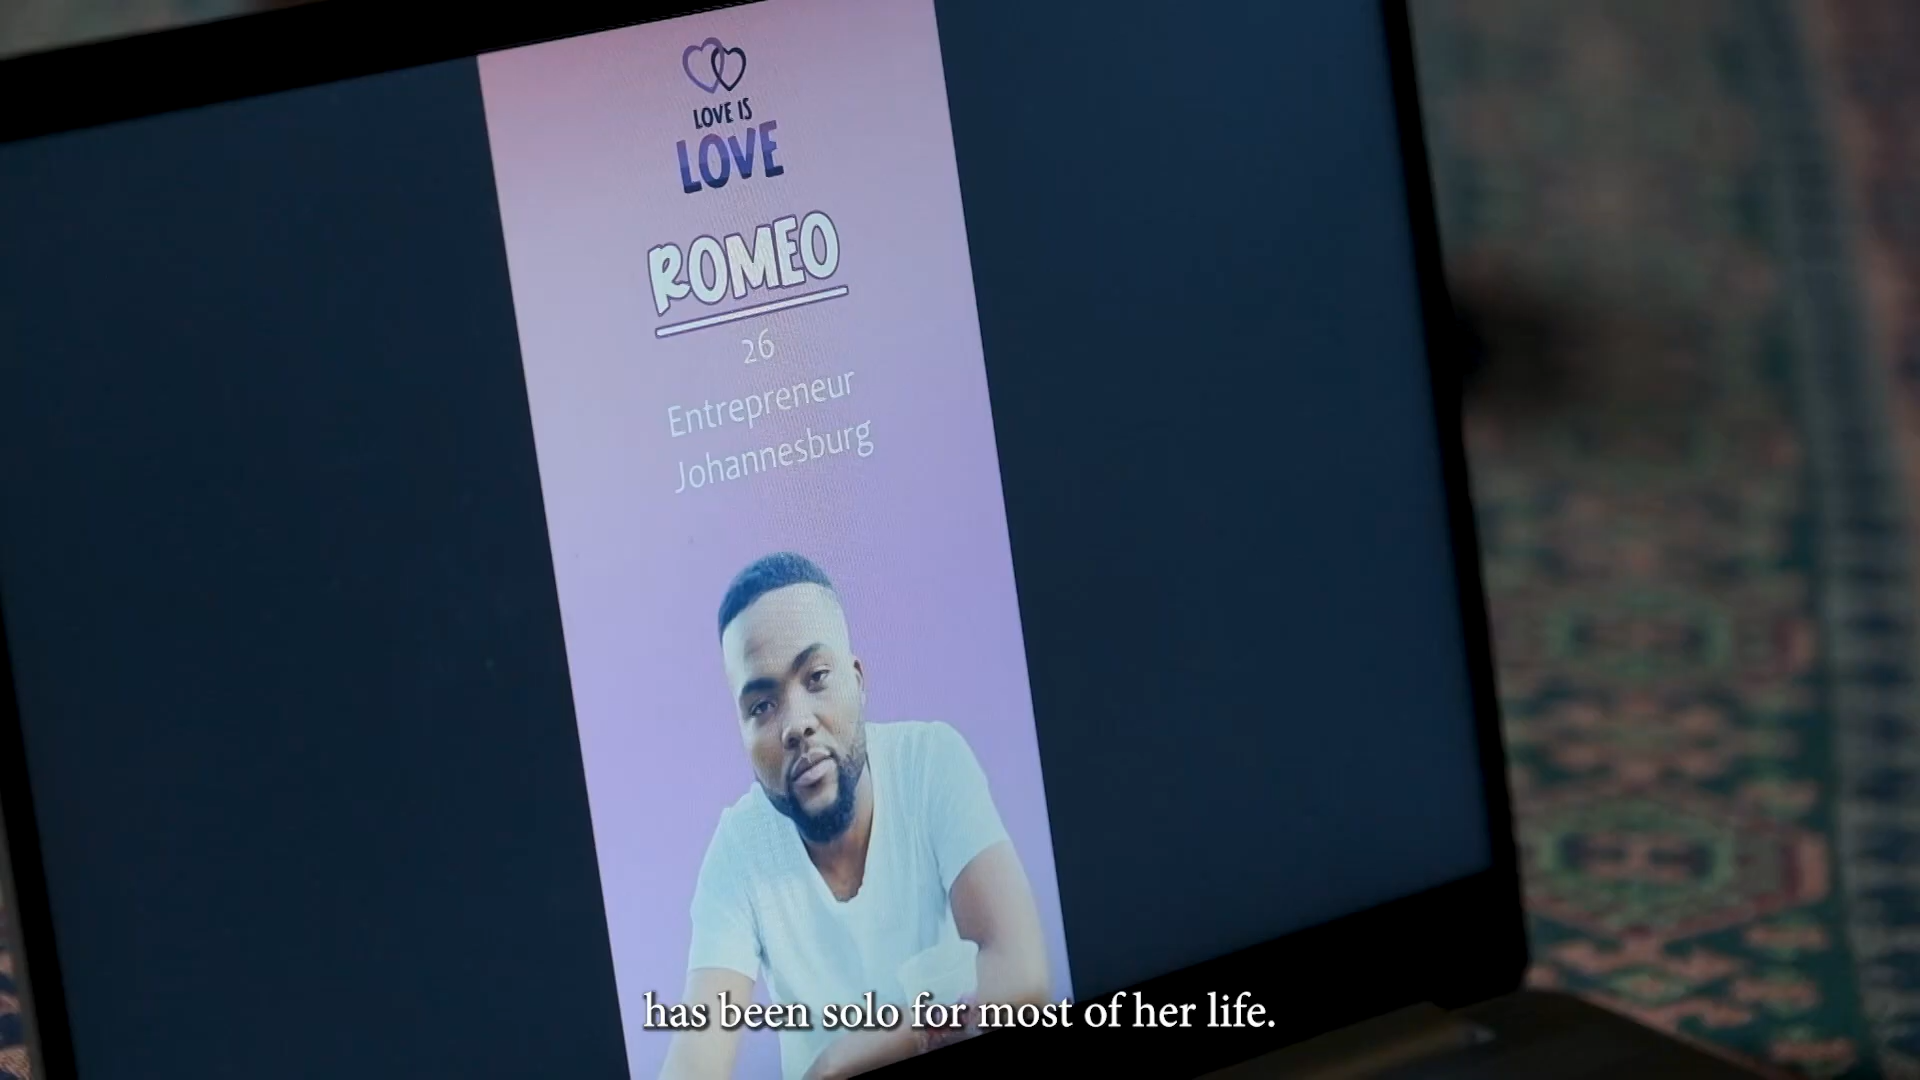 LOVE IS
LOVE
ROMEO
26
Entrepreneur
Johannesburg
has been solo for most of her life.